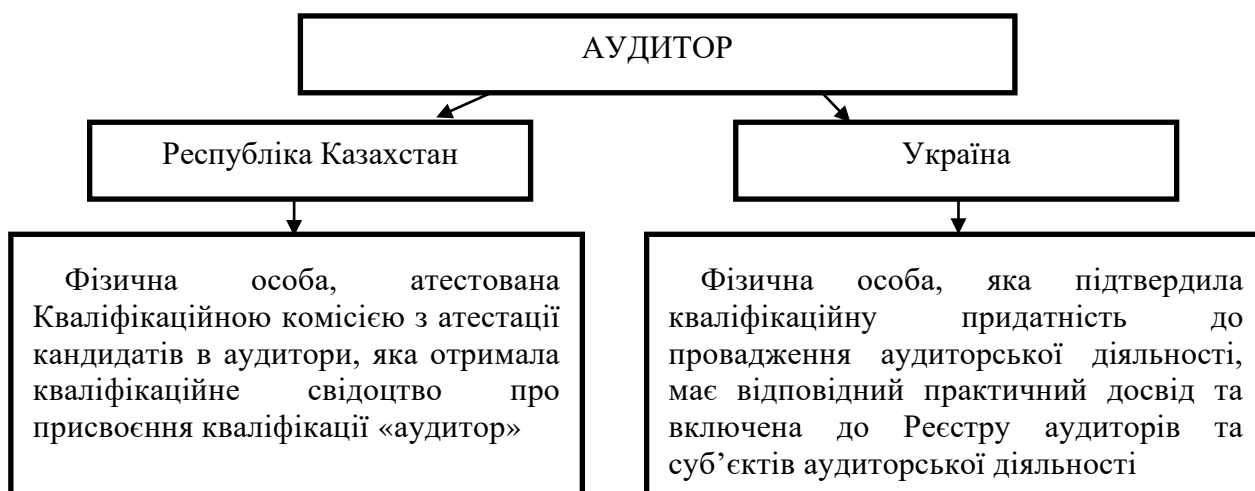 АУДИТОР
Республіка Казахстан
Україна
Фізична особа, атестована
Кваліфікаційною комісією з атестації
кандидатів в аудитори, яка отримала
кваліфікаційне свідоцтво про
присвоєння кваліфікації «аудитор»
Фізична особа, яка підтвердила
кваліфікаційну придатність до
провадження аудиторської діяльності,
має відповідний практичний досвід та
включена до Реєстру аудиторів та
суб’єктів аудиторської діяльності